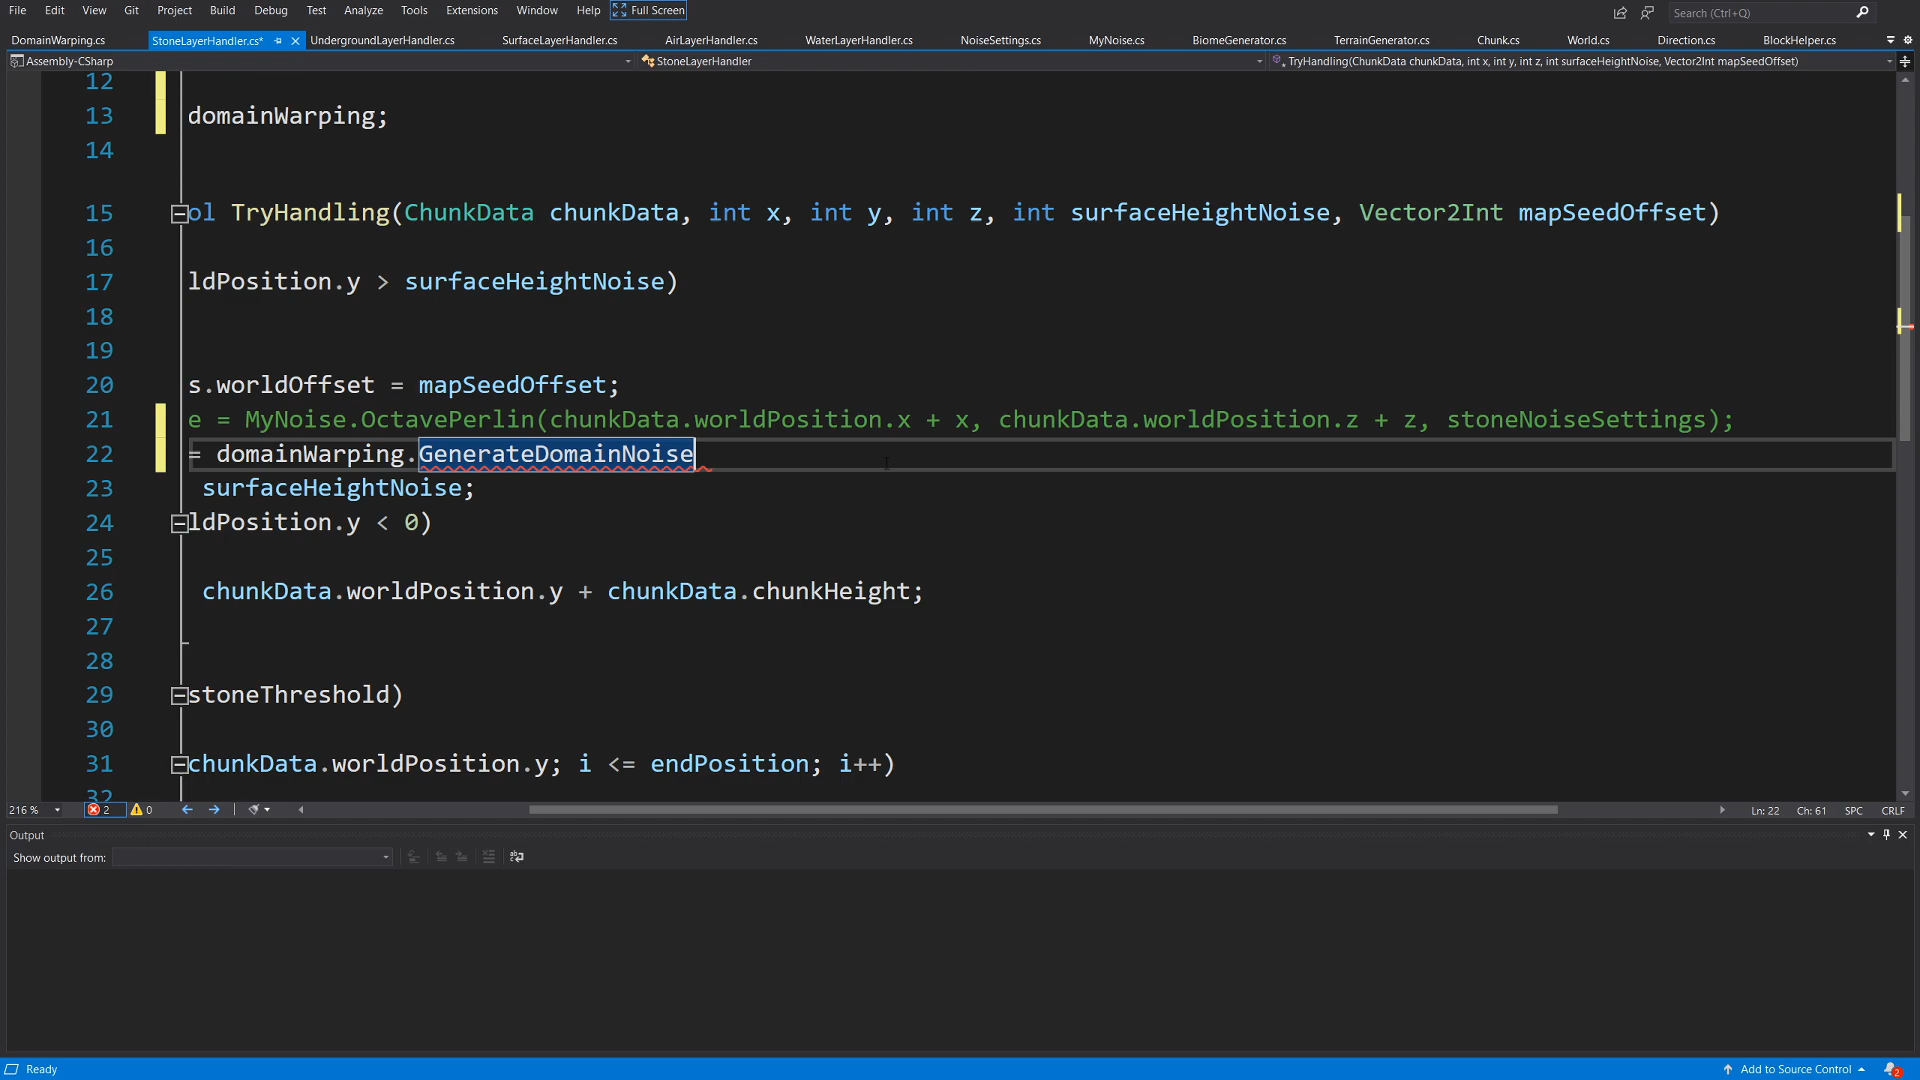 File Edit View Git Project Build Debug Test Analyze Tools Extensions Window Help Full Screen Search (Ctrl+Q)
DomainWarping.cs StoneLayerHandler.cs* UndergroundLayerHandler.cs SurfaceLayerHandler.cs AirLayerHandler.cs WaterLayerHandler.cs NoiseSettings.cs MyNoise.cs BiomeGenerator.cs TerrainGenerator.cs Chunk.cs World.cs Direction.cs BlockHelper.cs
Assembly-CSharp StoneLayerHandler TryHandling(ChunkData chunkData, int x, int y, int z, int surfaceHeightNoise, Vector2Int mapSeedOffset)
12
13 domainWarping;
14
15 ol TryHandling(ChunkData chunkData, int x, int y, int z, int surfaceHeightNoise, Vector2Int mapSeedOffset)
16
17 ldPosition.y > surfaceHeightNoise)
18
19
20 s.worldOffset = mapSeedOffset;
21 e = MyNoise.OctavePerlin(chunkData.worldPosition.x + x, chunkData.worldPosition.z + z, stoneNoiseSettings);
22 = domainWarping.GenerateDomainNoise
23 surfaceHeightNoise;
24 ldPosition.y < 0)
25
26 chunkData.worldPosition.y + chunkData.chunkHeight;
27
28
29 stoneThreshold)
30
31 chunkData.worldPosition.y; i <= endPosition; i++)
32
216 % 2 0 Ln: 22 Ch: 61 SPC CRLF
Output
Show output from:
Ready Add to Source Control 2